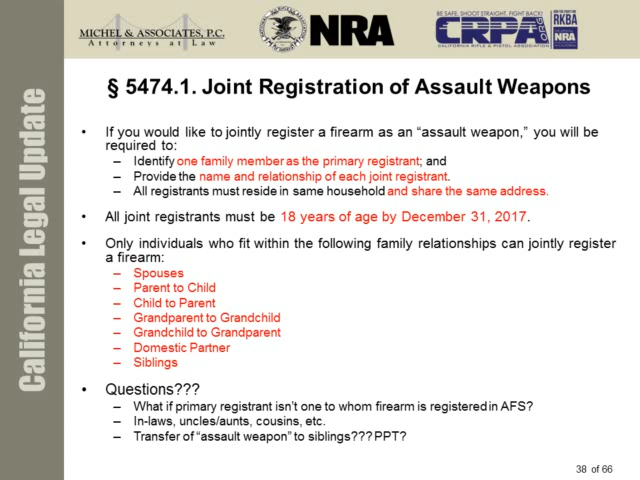 MICHEL & ASSOCIATES, P.C.
Attorneys at Law
NRA
BE SAFE, SHOOT STRAIGHT, FIGHT BACK!
CRPA.ORG
CALIFORNIA RIFLE & PISTOL ASSOCIATION
RKBA
NRA
California Legal Update
§ 5474.1. Joint Registration of Assault Weapons
• If you would like to jointly register a firearm as an “assault weapon,” you will be
required to:
– Identify one family member as the primary registrant; and
– Provide the name and relationship of each joint registrant.
– All registrants must reside in same household and share the same address.
• All joint registrants must be 18 years of age by December 31, 2017.
• Only individuals who fit within the following family relationships can jointly register
a firearm:
– Spouses
– Parent to Child
– Child to Parent
– Grandparent to Grandchild
– Grandchild to Grandparent
– Domestic Partner
– Siblings
• Questions???
– What if primary registrant isn’t one to whom firearm is registered in AFS?
– In-laws, uncles/aunts, cousins, etc.
– Transfer of “assault weapon” to siblings??? PPT?
38 of 66